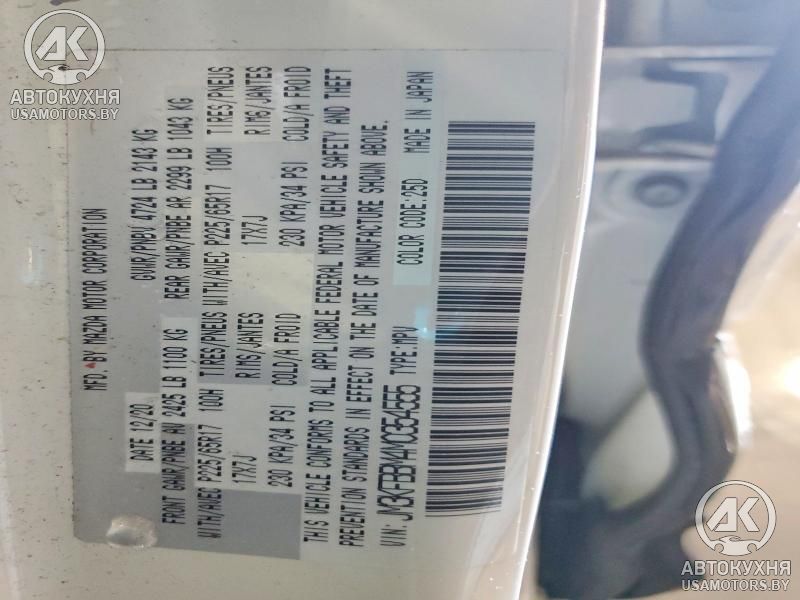 MFD. BY MAZDA MOTOR CORPORATION
DATE 12/20 GVWR/PNBV 4724 LB 2143 KG
FRONT GAWR/PNBE AV 2425 LB 1100 KG REAR GAWR/PNBE AR 2299 LB 1043 KG
WITH/AVEC P225/65R17 100H TIRES/PNEUS WITH/AVEC P225/65R17 100H TIRES/PNEUS
17X7J RIMS/JANTES 17X7J RIMS/JANTES
230 KPA/34 PSI COLD/A FROID 230 KPA/34 PSI COLD/A FROID
THIS VEHICLE CONFORMS TO ALL APPLICABLE FEDERAL MOTOR VEHICLE SAFETY AND THEFT
PREVENTION STANDARDS IN EFFECT ON THE DATE OF MANUFACTURE SHOWN ABOVE.
VIN: TYPE:MPV COLOR CODE:25D MADE IN JAPAN
АК
АВТОКУХНЯ
USAMOTORS.BY
АК
АВТОКУХНЯ
USAMOTORS.BY